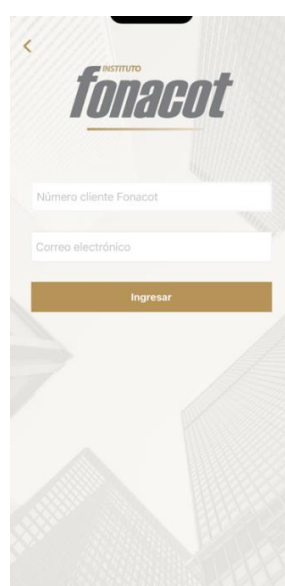 INSTITUTO
fonacot
Número cliente Fonacot
Correo electrónico
Ingresar